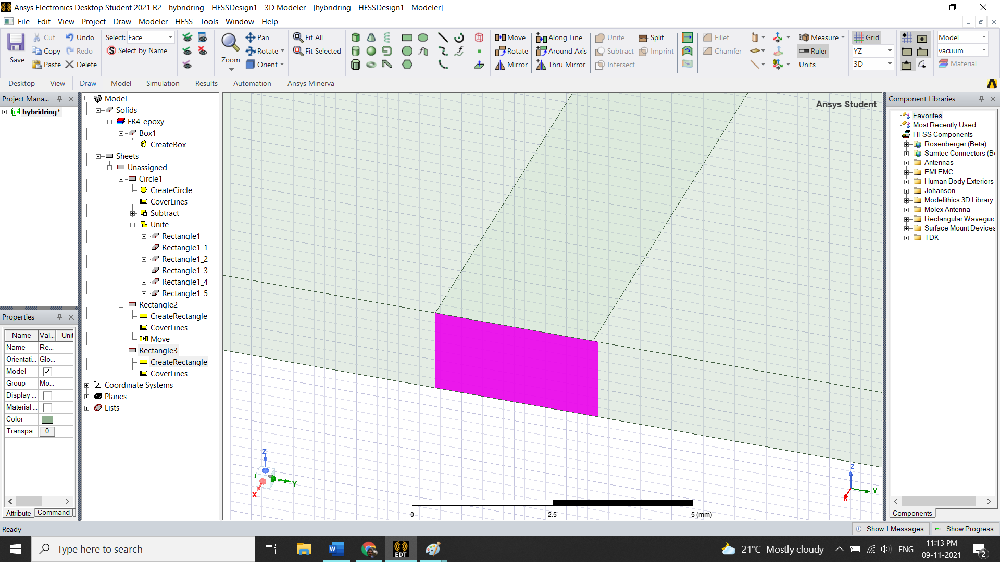 Ansys Electronics Desktop Student 2021 R2 - hybridring - HFSSDesign1 - 3D Modeler - [hybridring - HFSSDesign1 - Modeler]
File Edit View Project Draw Modeler HFSS Tools Window Help
Save
Cut
Copy
Paste
Undo
Redo
Delete
Select: Face
Select by Name
Zoom
Pan
Rotate
Orient
Fit All
Fit Selected
Move
Rotate
Mirror
Along Line
Around Axis
Thru Mirror
Unite
Subtract
Intersect
Split
Imprint
Fillet
Chamfer
Measure
Ruler
Units
Grid
YZ
3D
Model
vacuum
Material
Desktop View Draw Model Simulation Results Automation Ansys Minerva
Project Mana...
hybridring*
Model
Solids
FR4_epoxy
Box1
CreateBox
Sheets
Unassigned
Circle1
CreateCircle
CoverLines
Subtract
Unite
Rectangle1
Rectangle1_1
Rectangle1_2
Rectangle1_3
Rectangle1_4
Rectangle1_5
Rectangle2
CreateRectangle
CoverLines
Move
Rectangle3
CreateRectangle
CoverLines
Coordinate Systems
Planes
Lists
Properties
Name Val... Unit
Name Re...
Orientati... Glo...
Model
Group Mo...
Display ...
Material ...
Color
Transpa... 0
Attribute Command
Ansys Student
Z
Y
X
0 2.5 5 (mm)
Z
Y
Component Libraries
Favorites
Most Recently Used
HFSS Components
Rosenberger (Beta)
Samtec Connectors (B
Antennas
EMI EMC
Human Body Exteriors
Johanson
Modelithics 3D Library
Molex Antenna
Rectangular Waveguid
Surface Mount Devices
TDK
Components
Ready
Show 1 Messages
Show Progress
Type here to search
EDT
21°C Mostly cloudy
ENG
11:13 PM
09-11-2021
2